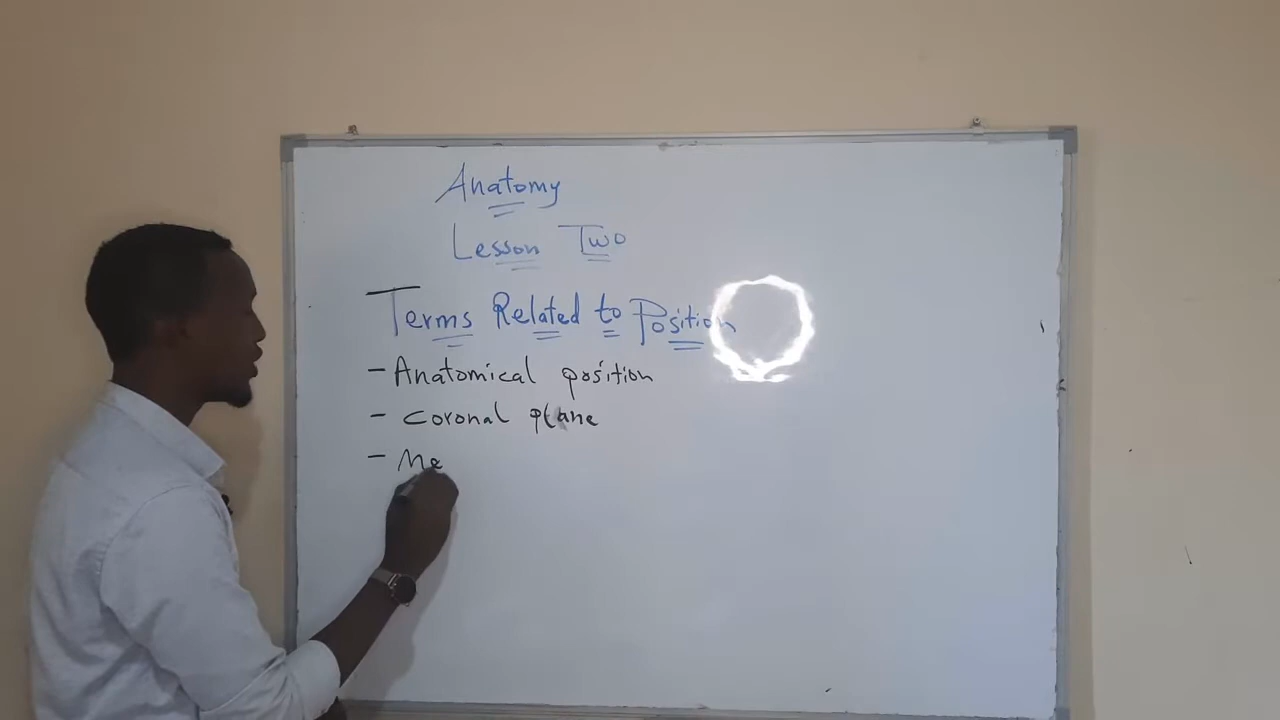 Anatomy
Lesson Two
Terms Related to Position
- Anatomical position
- Coronal plane
- Me